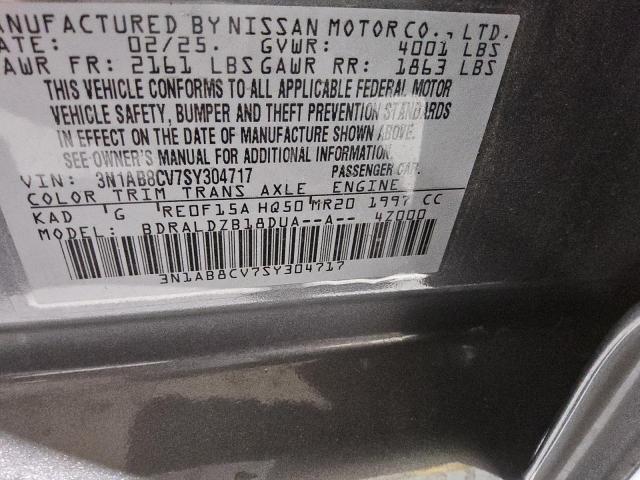 MANUFACTURED BY NISSAN MOTOR CO., LTD.
DATE: 02/25. GVWR: 4001 LBS
GAWR FR: 2161 LBS GAWR RR: 1863 LBS
THIS VEHICLE CONFORMS TO ALL APPLICABLE FEDERAL MOTOR
VEHICLE SAFETY, BUMPER AND THEFT PREVENTION STANDARDS
IN EFFECT ON THE DATE OF MANUFACTURE SHOWN ABOVE.
SEE OWNER'S MANUAL FOR ADDITIONAL INFORMATION.
VIN: 3N1AB8CV7SY304717 PASSENGER CAR.
COLOR TRIM TRANS AXLE ENGINE
KAD G RE0F15A HQ50 MR20 1997 CC
MODEL: BDRALDZB18DUA--A-- 4Z000
3N1AB8CV7SY304717